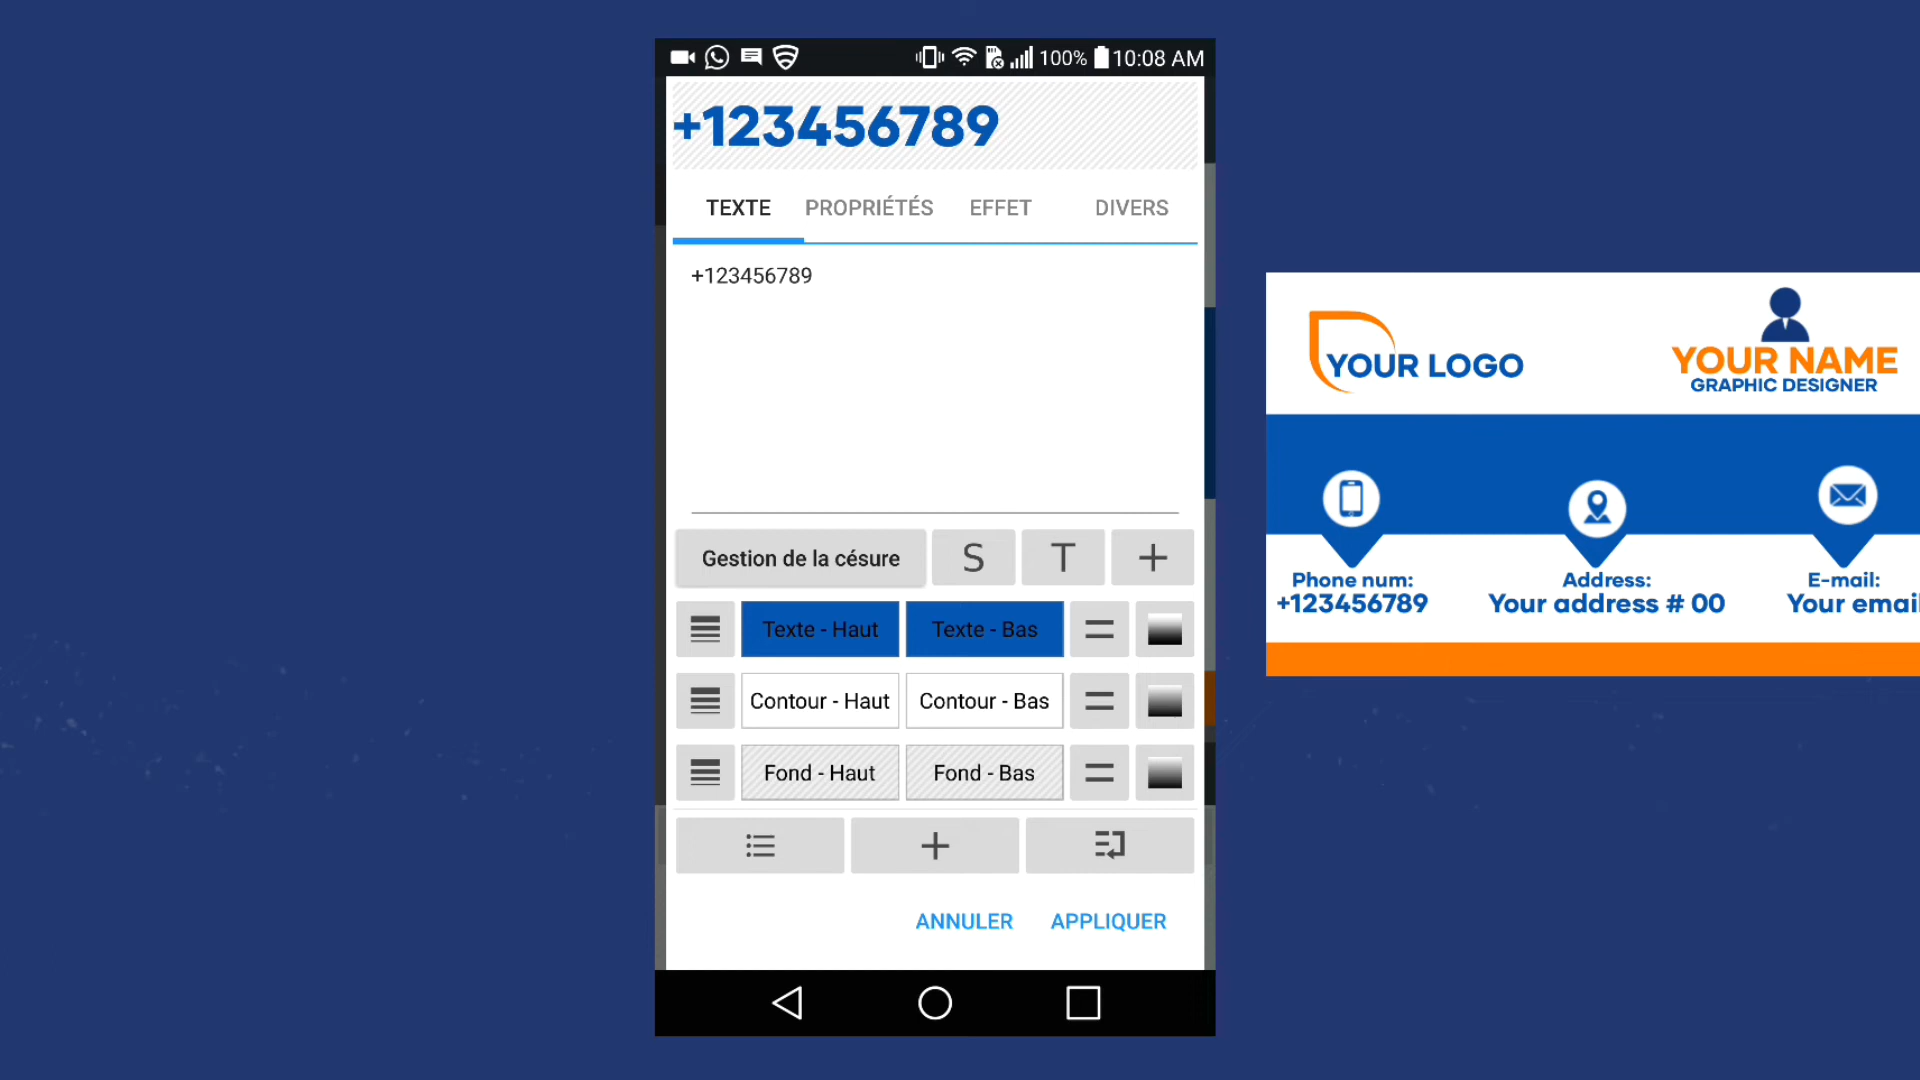 100% 10:08 AM
+123456789
TEXTE PROPRIÉTÉS EFFET DIVERS
+123456789
Gestion de la césure S T +
Texte - Haut Texte - Bas
Contour - Haut Contour - Bas
Fond - Haut Fond - Bas
ANNULER APPLIQUER
YOUR LOGO
YOUR NAME
GRAPHIC DESIGNER
Phone num:
+123456789
Address:
Your address # 00
E-mail:
Your email